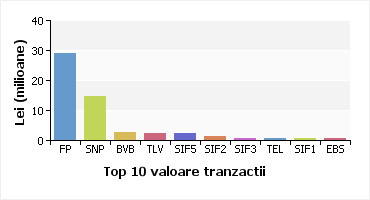 Lei (milioane)
40
30
20
10
0
FP SNP BVB TLV SIF5 SIF2 SIF3 TEL SIF1 EBS
Top 10 valoare tranzactii